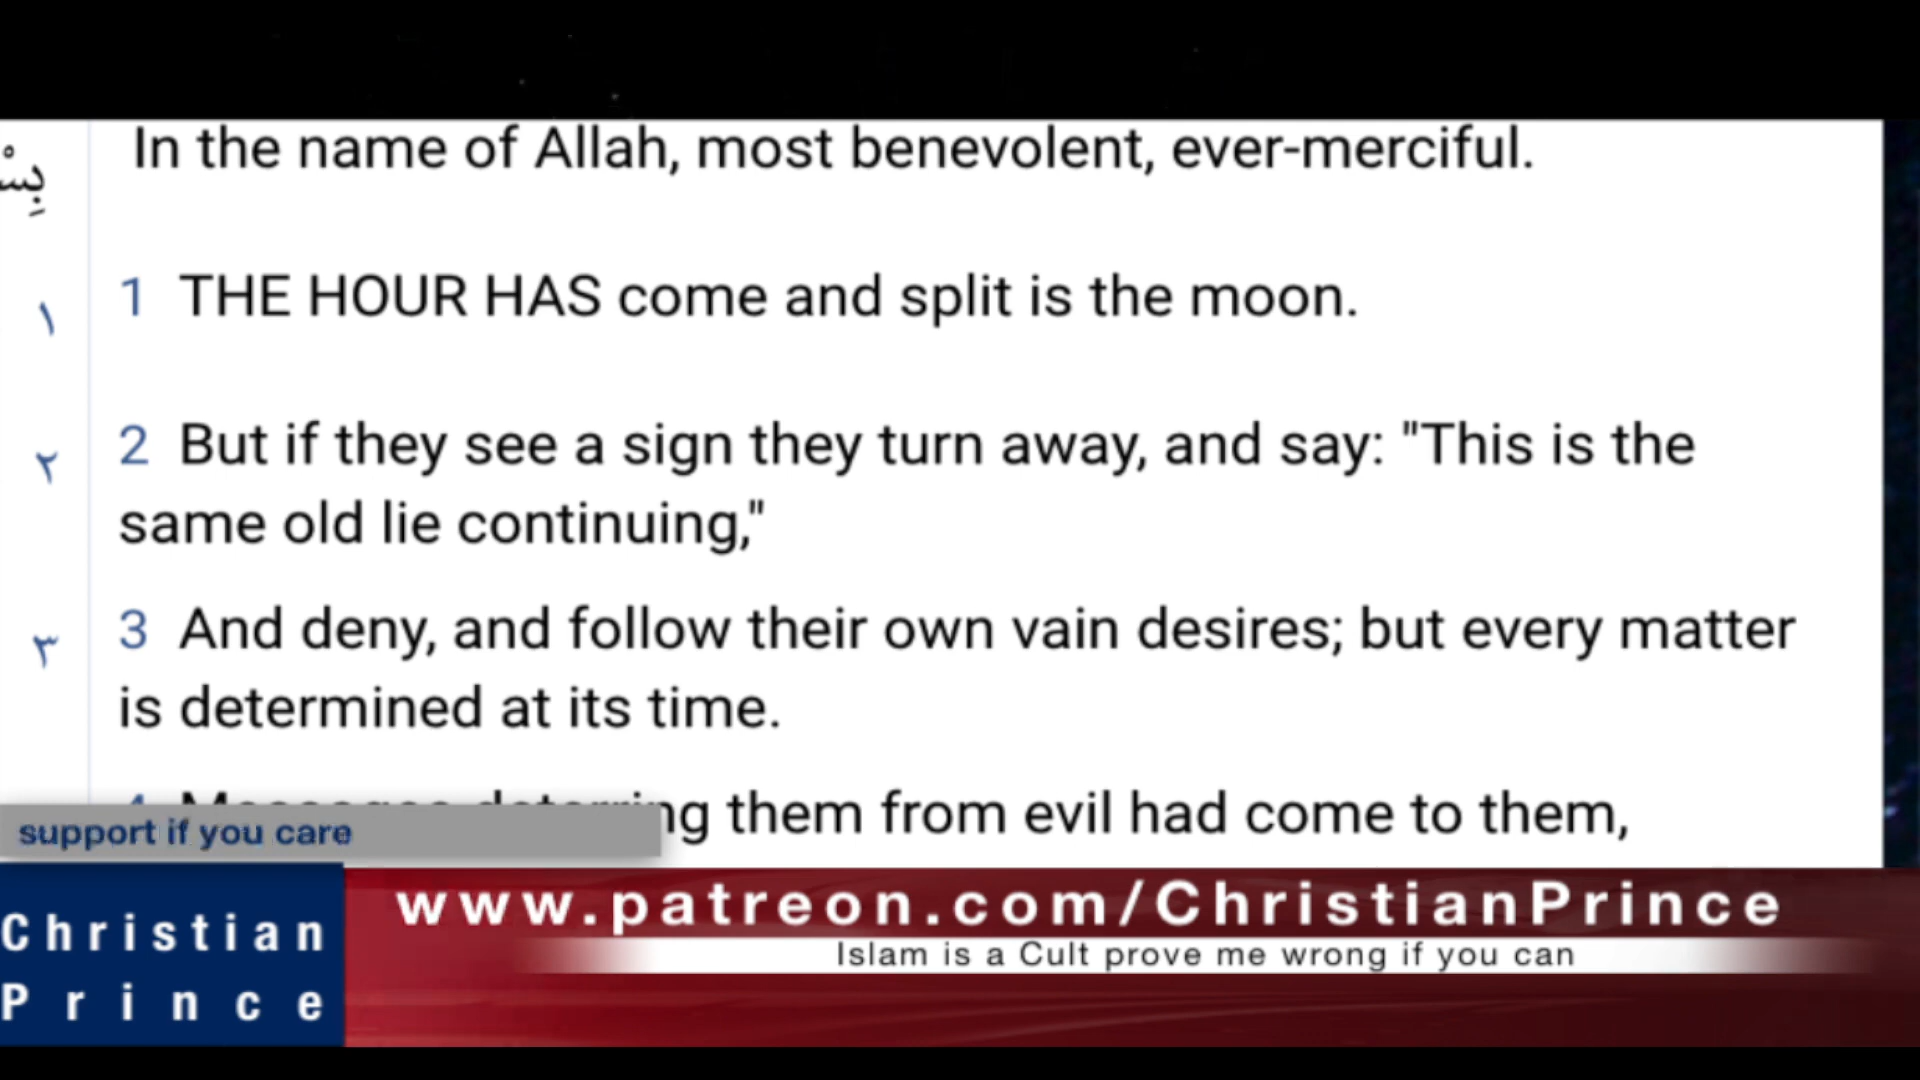 In the name of Allah, most benevolent, ever-merciful.
١
1 THE HOUR HAS come and split is the moon.
٢
2 But if they see a sign they turn away, and say: "This is the
same old lie continuing,"
٣
3 And deny, and follow their own vain desires; but every matter
is determined at its time.
them from evil had come to them,
support if you care
Christian
Prince
www.patreon.com/ChristianPrince
Islam is a Cult prove me wrong if you can